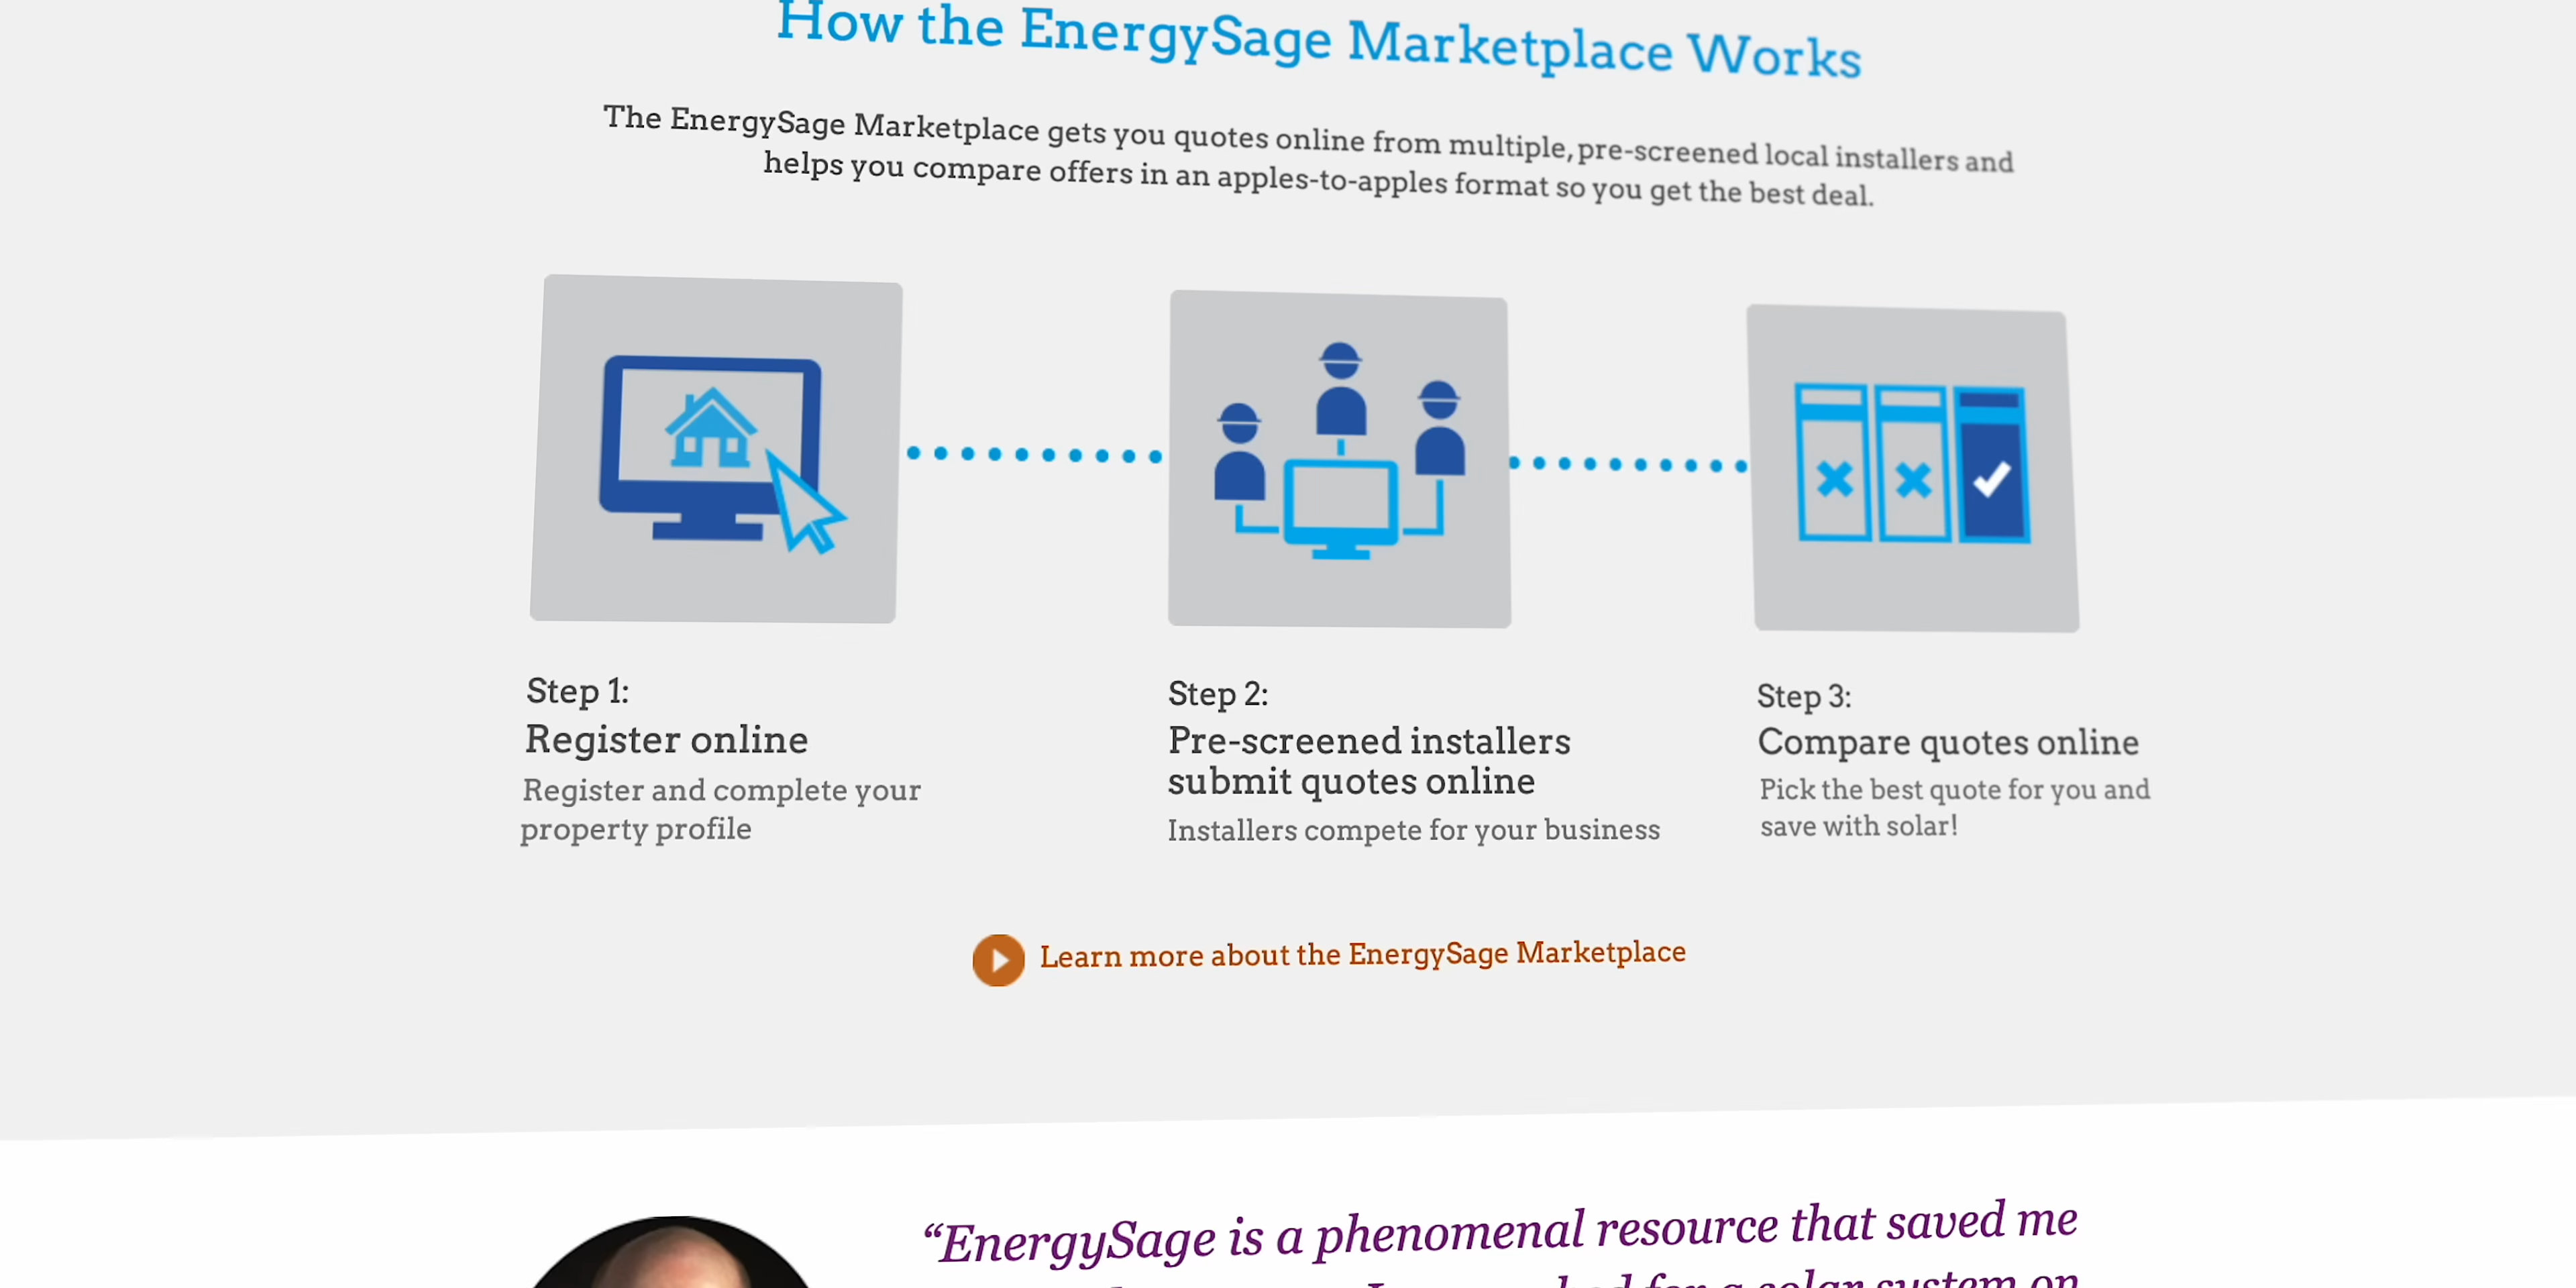 How the EnergySage Marketplace Works
The EnergySage Marketplace gets you quotes online from multiple, pre-screened local installers and
helps you compare offers in an apples-to-apples format so you get the best deal.
Step 1:
Register online
Register and complete your
property profile
Step 2:
Pre-screened installers
submit quotes online
Installers compete for your business
Step 3:
Compare quotes online
Pick the best quote for you and
save with solar!
Learn more about the EnergySage Marketplace
“EnergySage is a phenomenal resource that saved me
for a solar system on